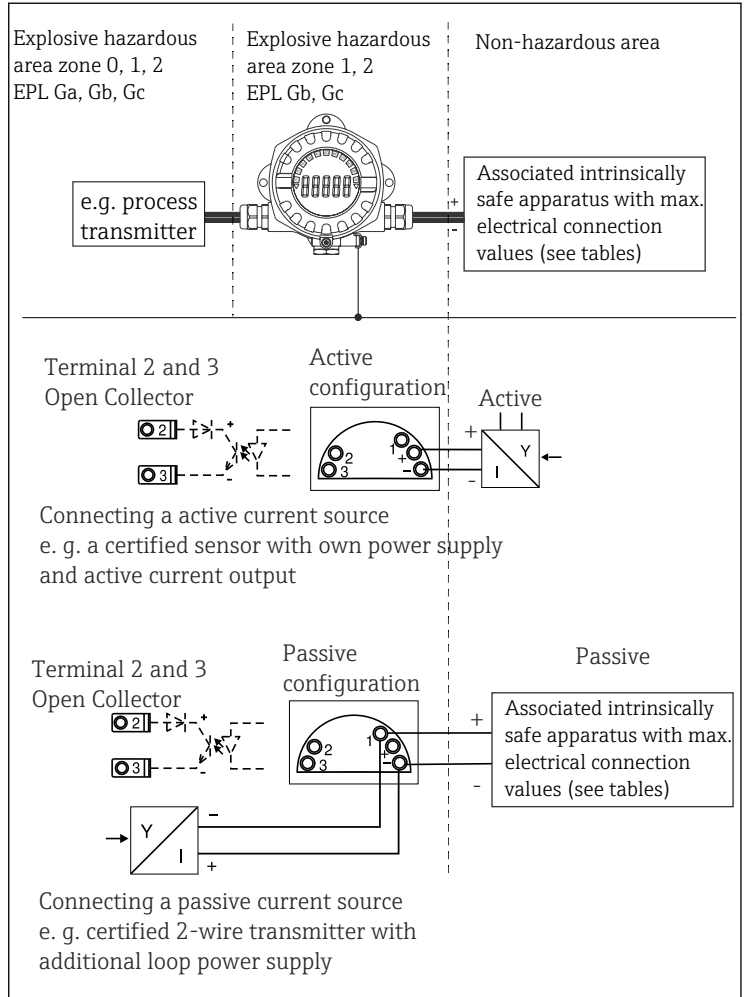 Explosive hazardous
area zone 0, 1, 2
EPL Ga, Gb, Gc
Explosive hazardous
area zone 1, 2
EPL Gb, Gc
Non-hazardous area
e.g. process
transmitter
+
-
Associated intrinsically
safe apparatus with max.
electrical connection
values (see tables)
Terminal 2 and 3
Open Collector
2
+
3
-
Active
configuration
1
2
+
3
-
Active
+
-
Y
I
Connecting a active current source
e. g. a certified sensor with own power supply
and active current output
Terminal 2 and 3
Open Collector
2
+
3
-
Passive
configuration
1
2
+
3
-
Passive
+
-
Associated intrinsically
safe apparatus with max.
electrical connection
values (see tables)
Y
I
-
+
Connecting a passive current source
e. g. certified 2-wire transmitter with
additional loop power supply